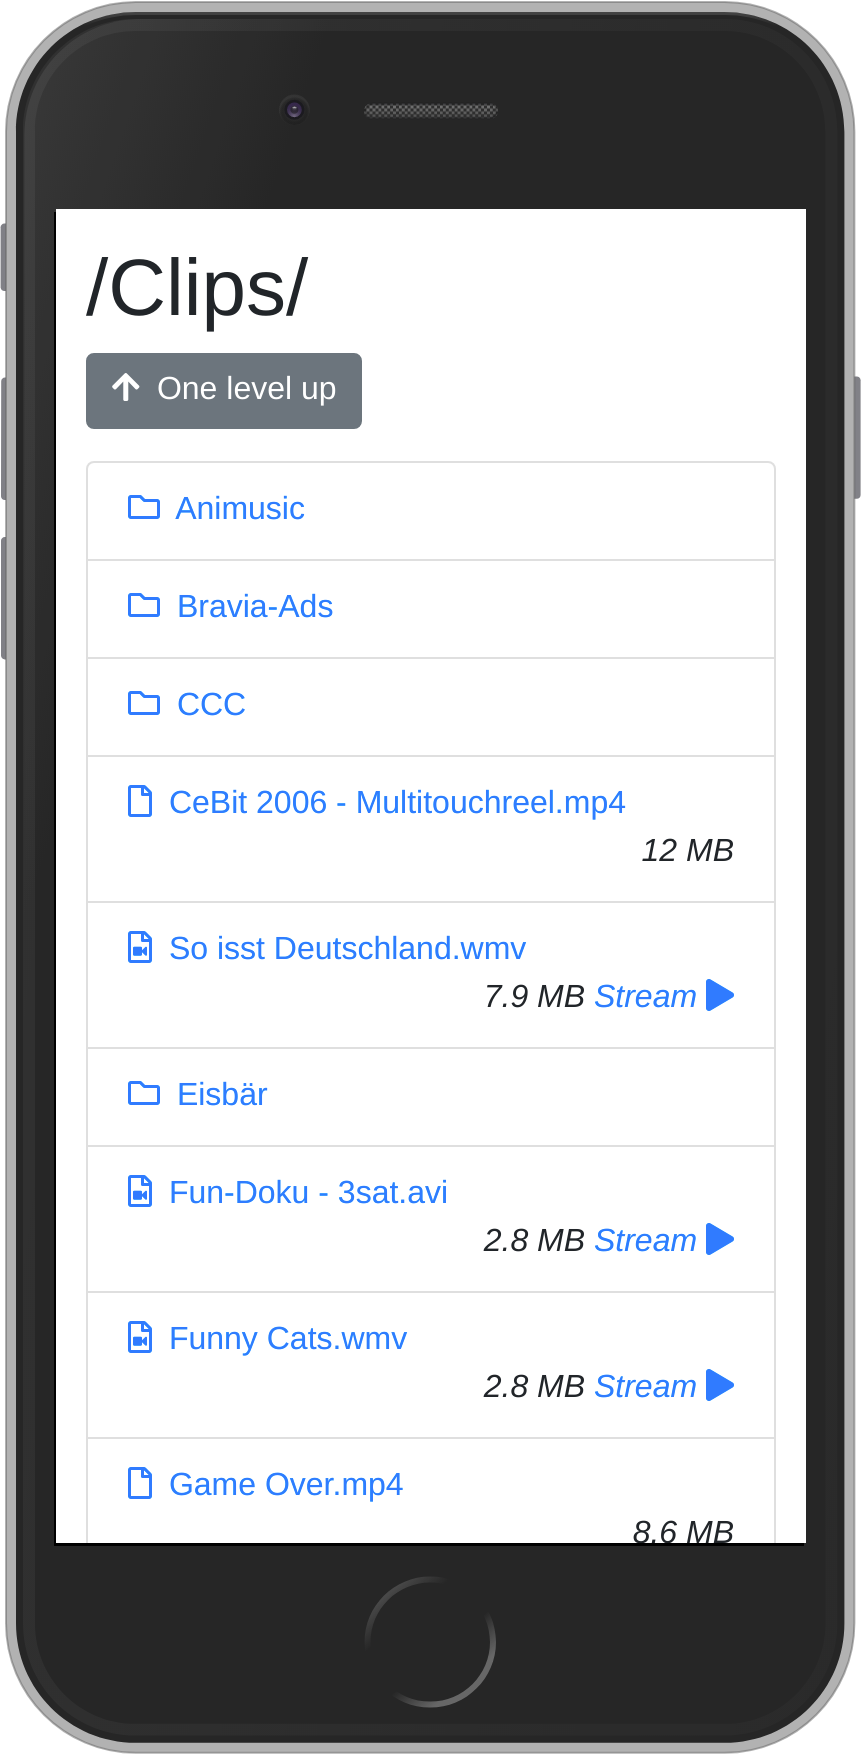 /Clips/
One level up
Animusic
Bravia-Ads
CCC
CeBit 2006 - Multitouchreel.mp4
12 MB
So isst Deutschland.wmv
7.9 MB Stream
Eisbär
Fun-Doku - 3sat.avi
2.8 MB Stream
Funny Cats.wmv
2.8 MB Stream
Game Over.mp4
8.6 MB